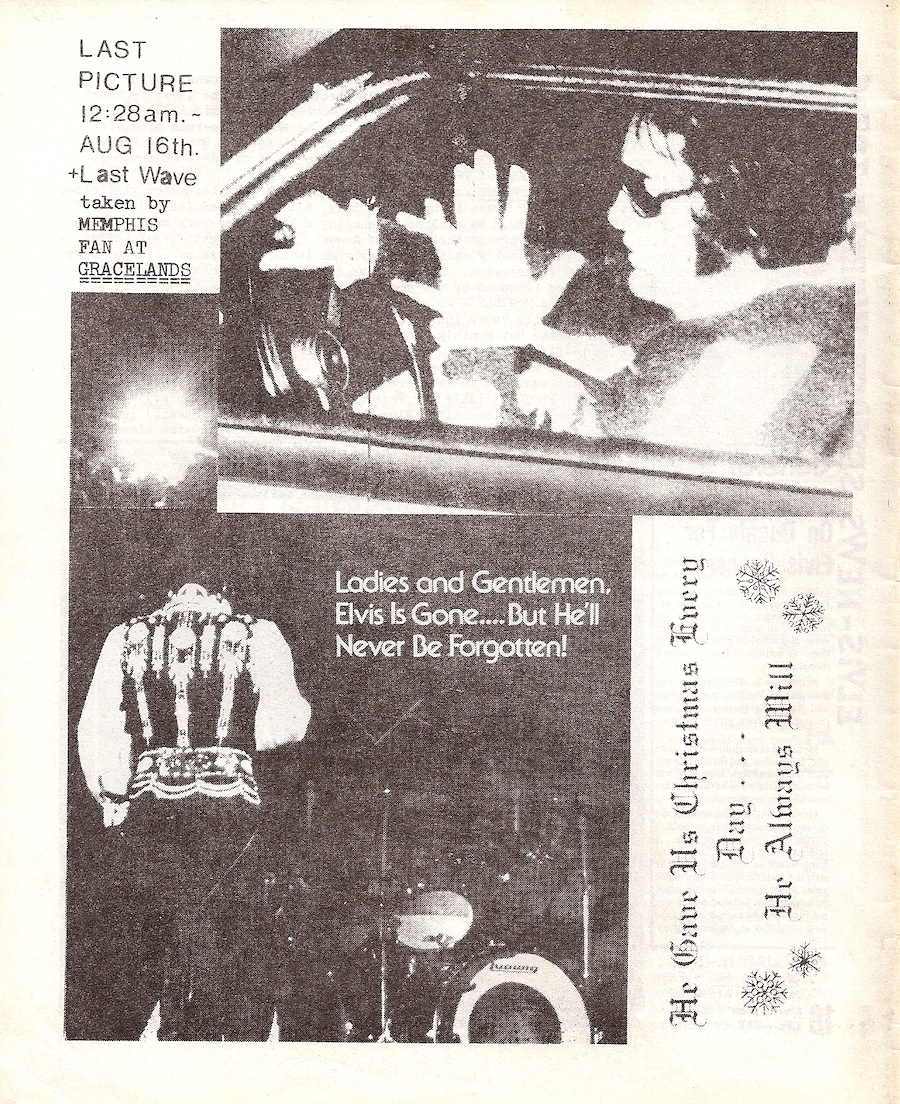 LAST
PICTURE
12:28am.-
AUG 16th.
+Last Wave
taken by
MEMPHIS
FAN AT
GRACELANDS
Ladies and Gentlemen,
Elvis Is Gone....But He'll
Never Be Forgotten!
He Gave Us Christmas Every
Day . . . .
He Always Will
Ludwig